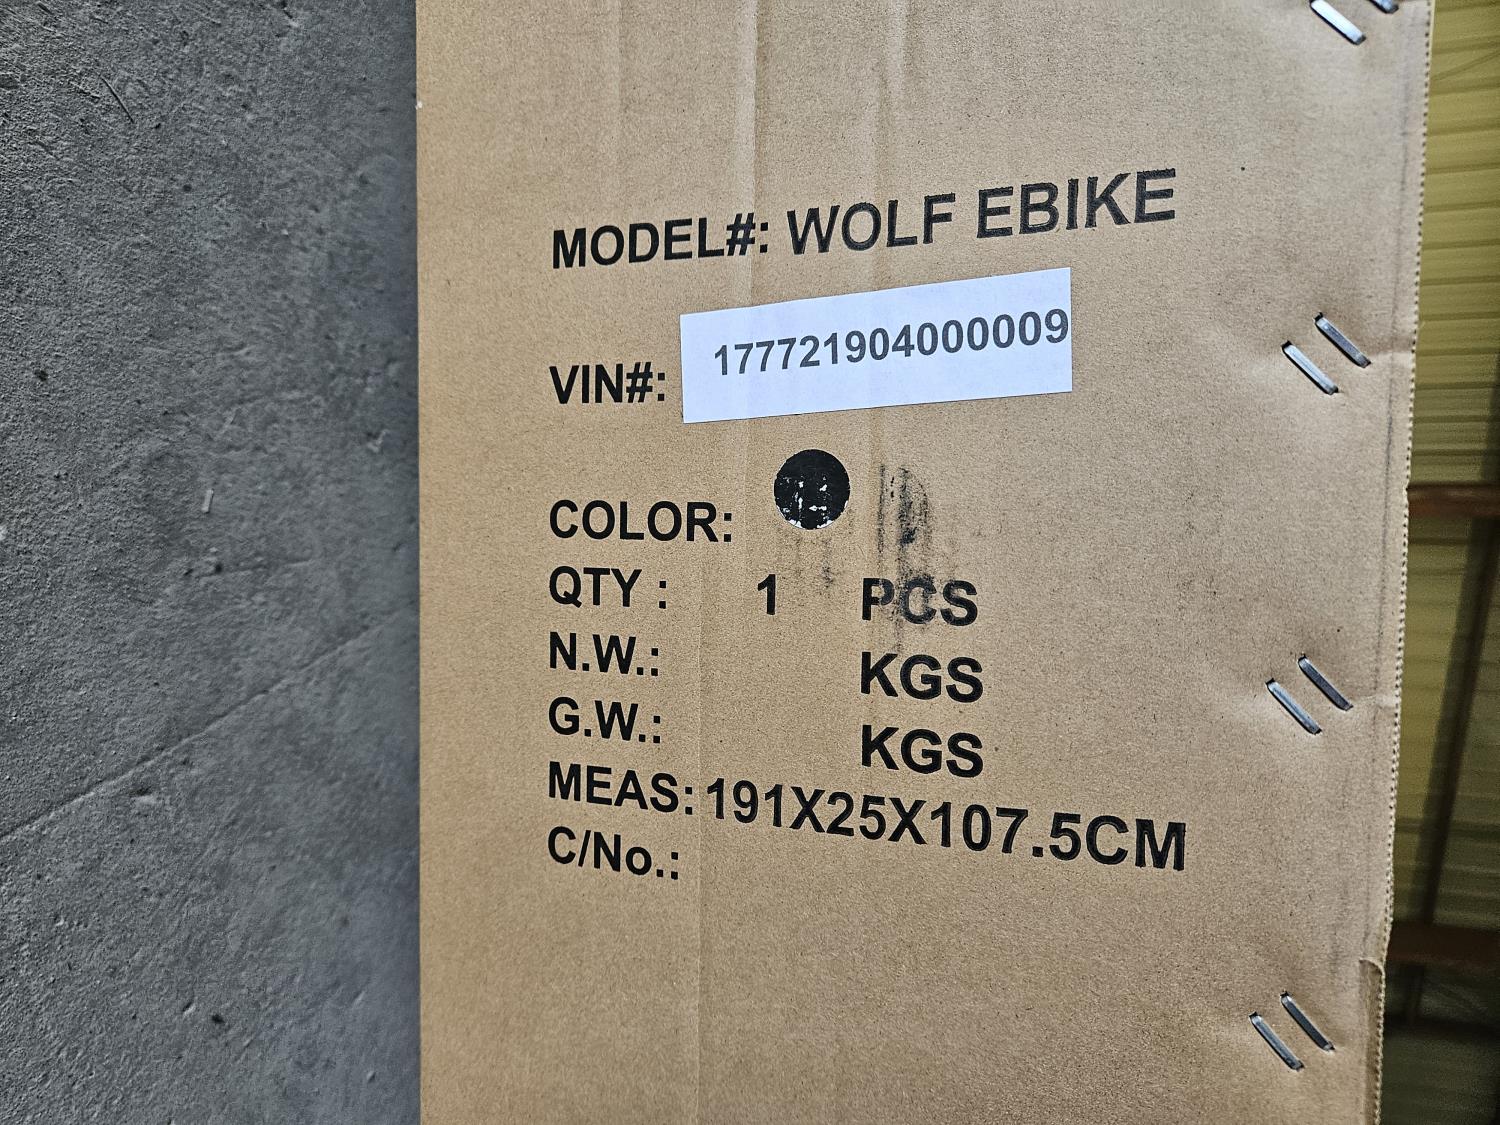 MODEL#: WOLF EBIKE
VIN#: 177721904000009
COLOR:
QTY : 1 PCS
N.W.: KGS
G.W.: KGS
MEAS: 191X25X107.5CM
C/No.: